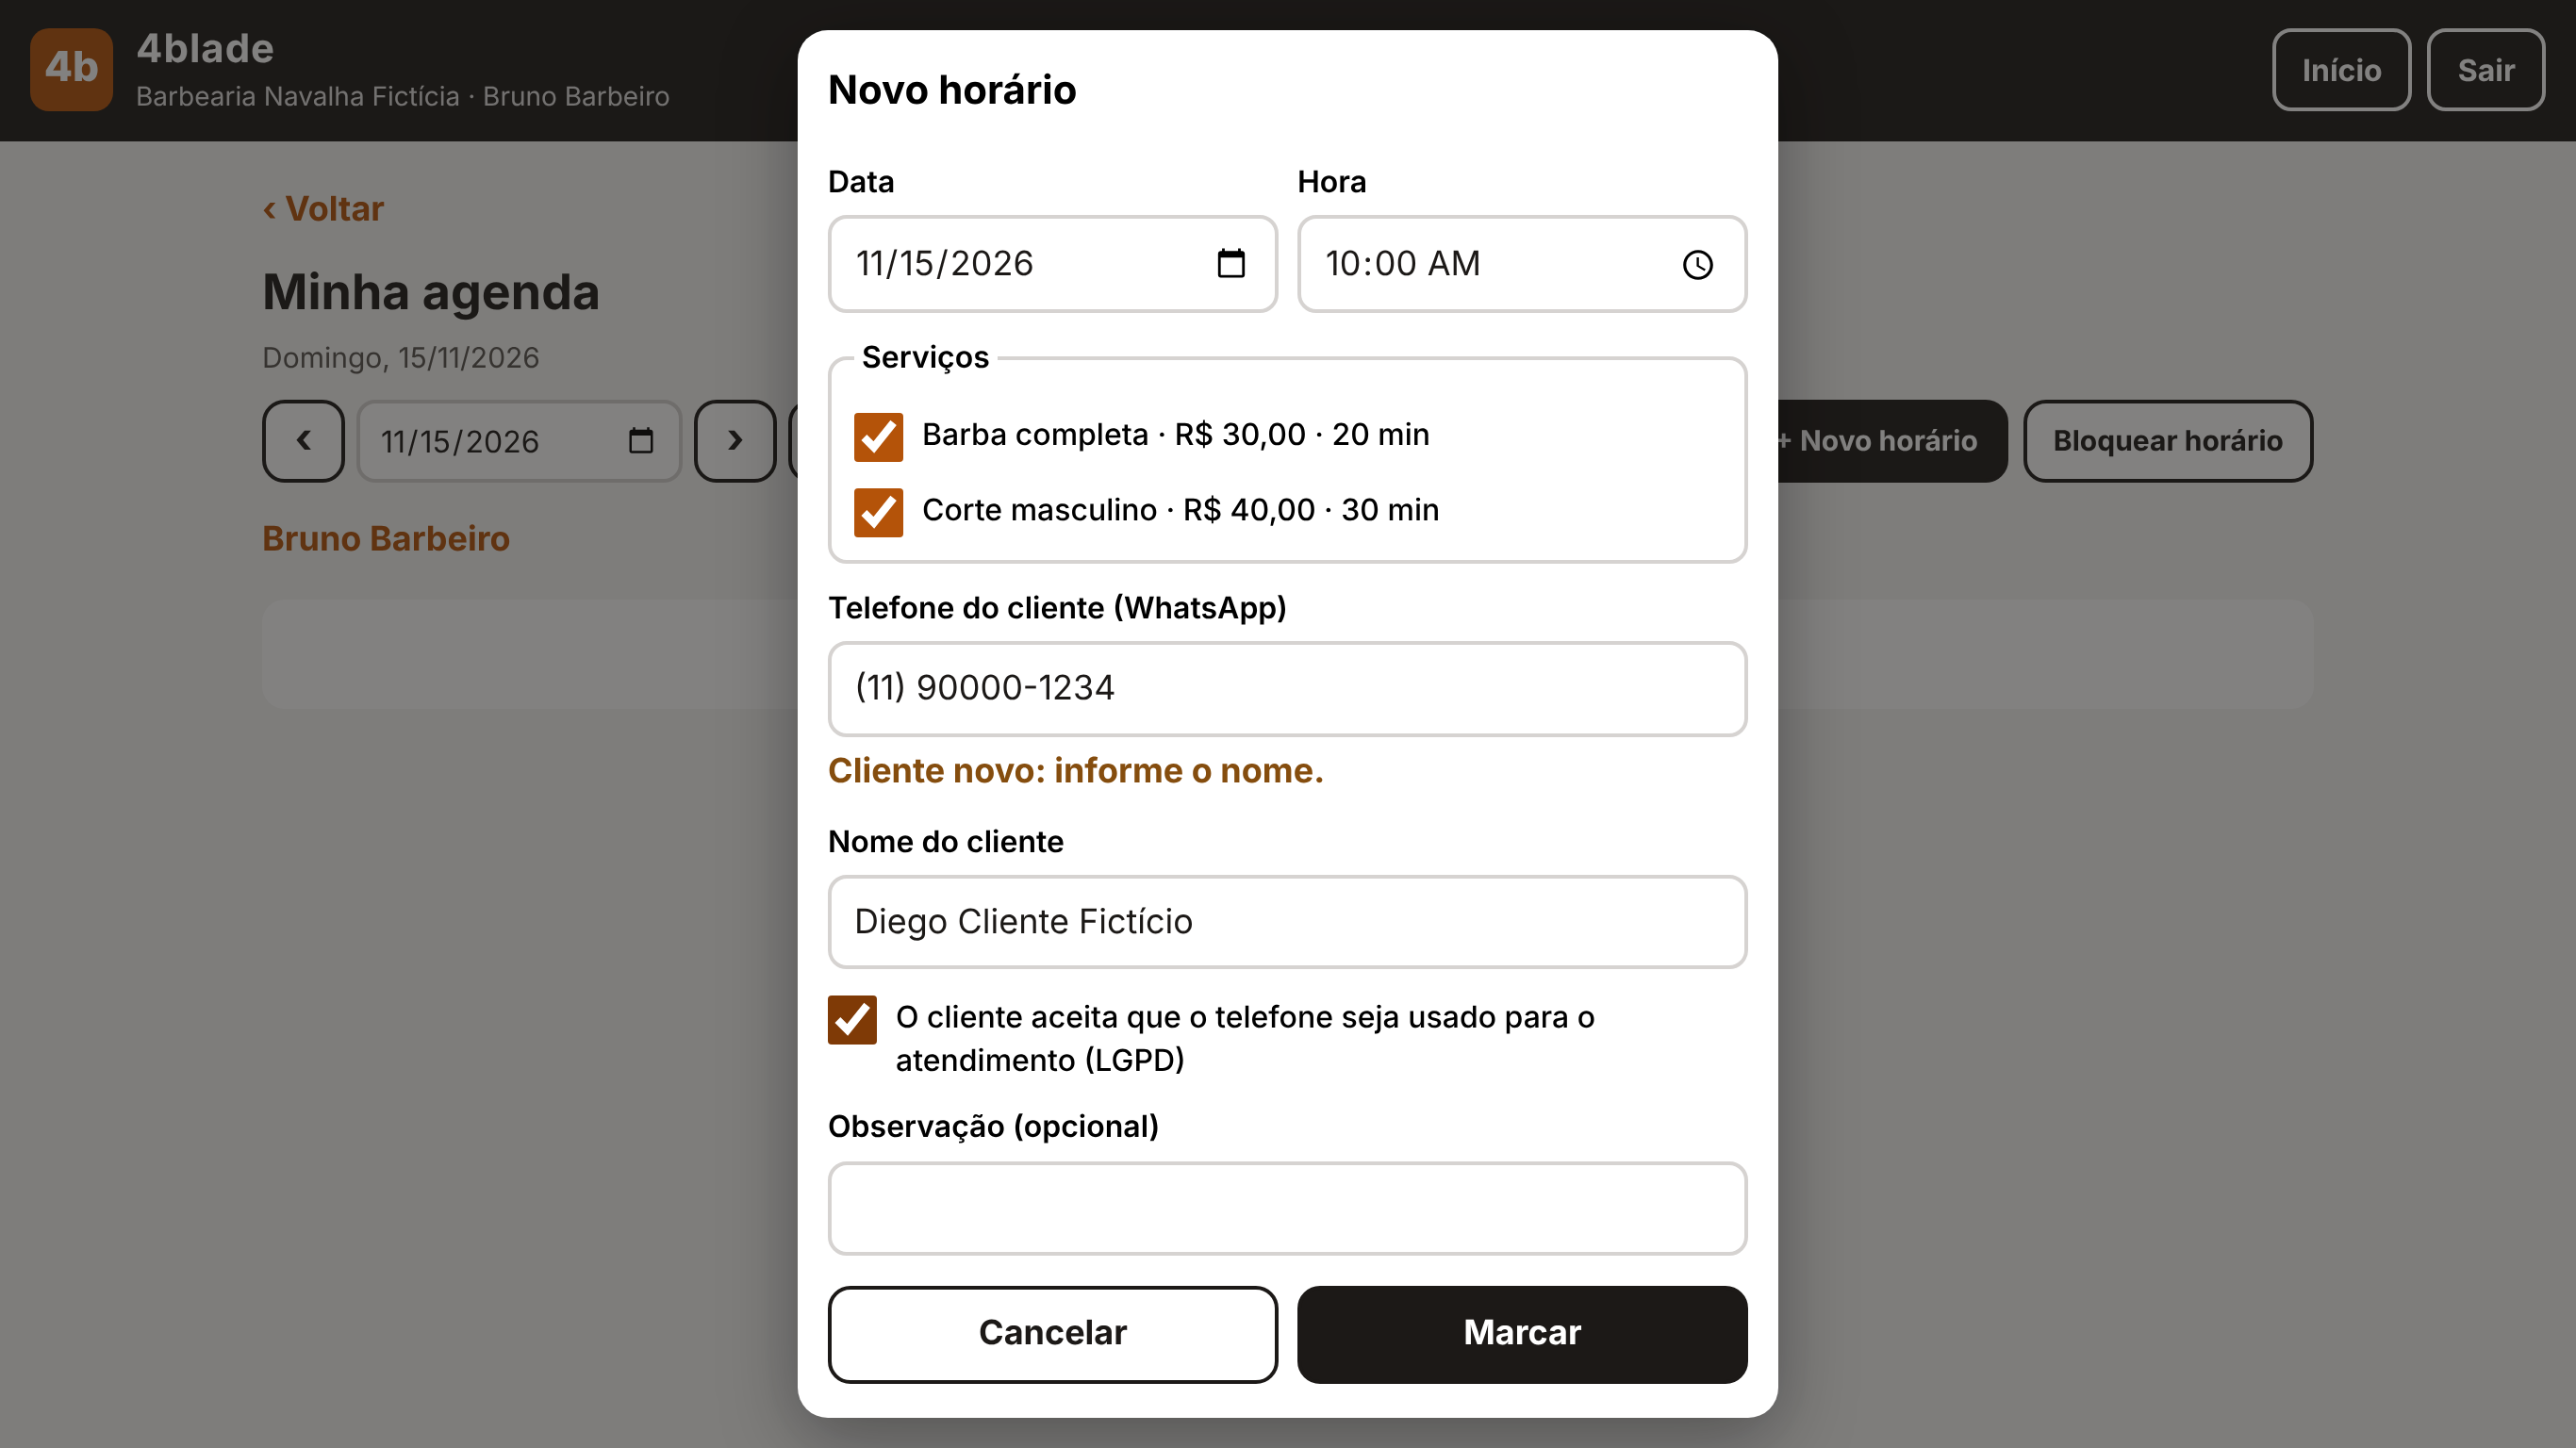 4b
4blade
Barbearia Navalha Fictícia · Bruno Barbeiro
Início
Sair
‹ Voltar
Minha agenda
Domingo, 15/11/2026
‹
11/15/2026
›
+ Novo horário
Bloquear horário
Bruno Barbeiro
Novo horário
Data
Hora
11/15/2026
10:00 AM
Serviços
Barba completa · R$ 30,00 · 20 min
Corte masculino · R$ 40,00 · 30 min
Telefone do cliente (WhatsApp)
(11) 90000-1234
Cliente novo: informe o nome.
Nome do cliente
Diego Cliente Fictício
O cliente aceita que o telefone seja usado para o
atendimento (LGPD)
Observação (opcional)
Cancelar
Marcar